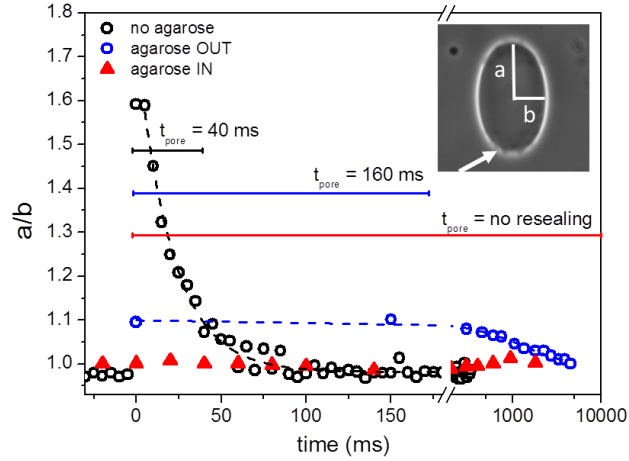 1.8
1.7
1.6
1.5
1.4
1.3
1.2
1.1
1.0
a/b
no agarose
agarose OUT
agarose IN
t_pore = 40 ms
t_pore = 160 ms
t_pore = no resealing
a
b
0 50 100 150 1000 10000
time (ms)